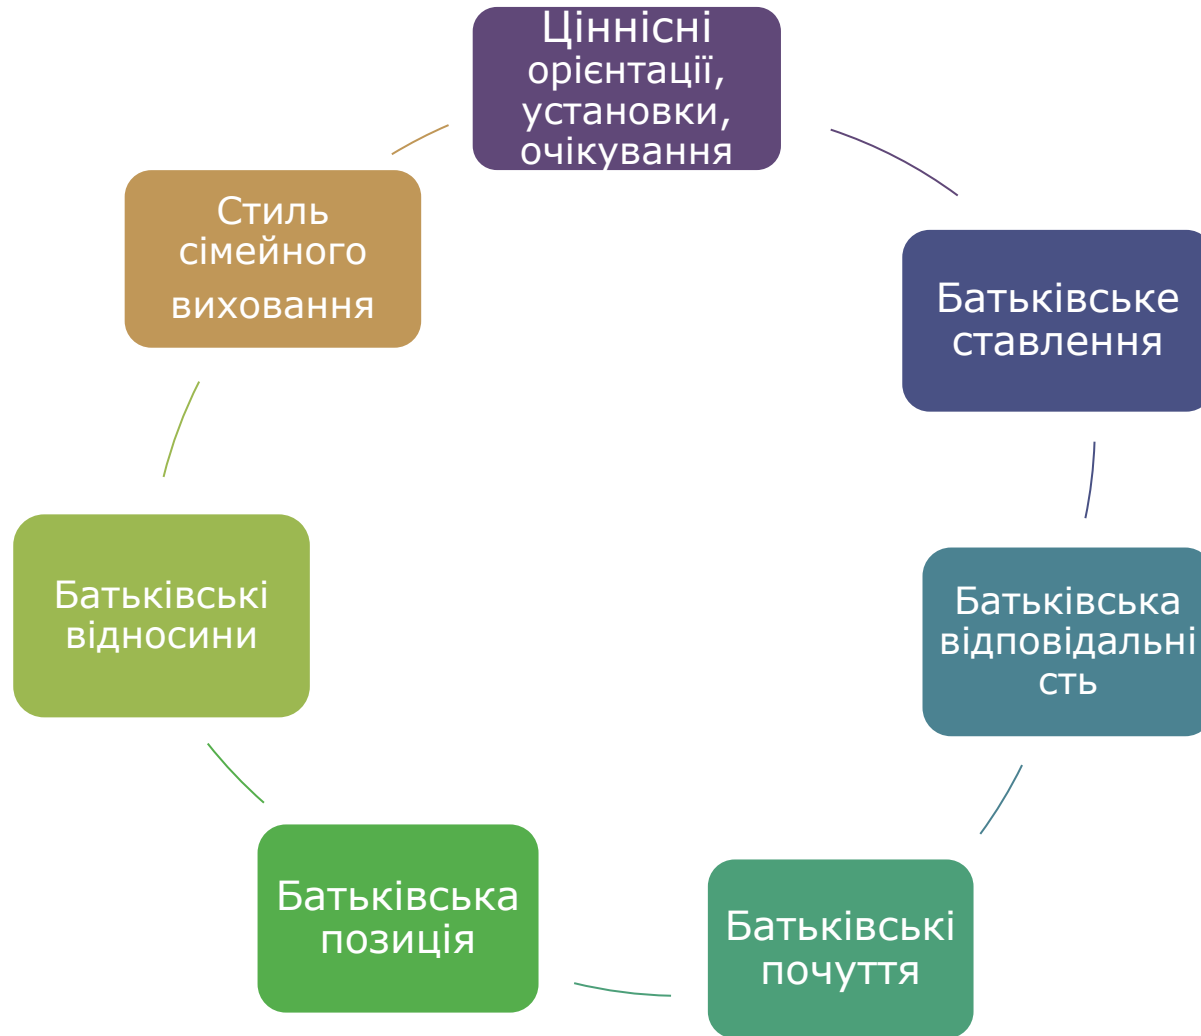 Ціннісні
орієнтації,
установки,
очікування
Стиль
сімейного
виховання
Батьківське
ставлення
Батьківські
відносини
Батьківська
відповідальні
сть
Батьківська
позиція
Батьківські
почуття